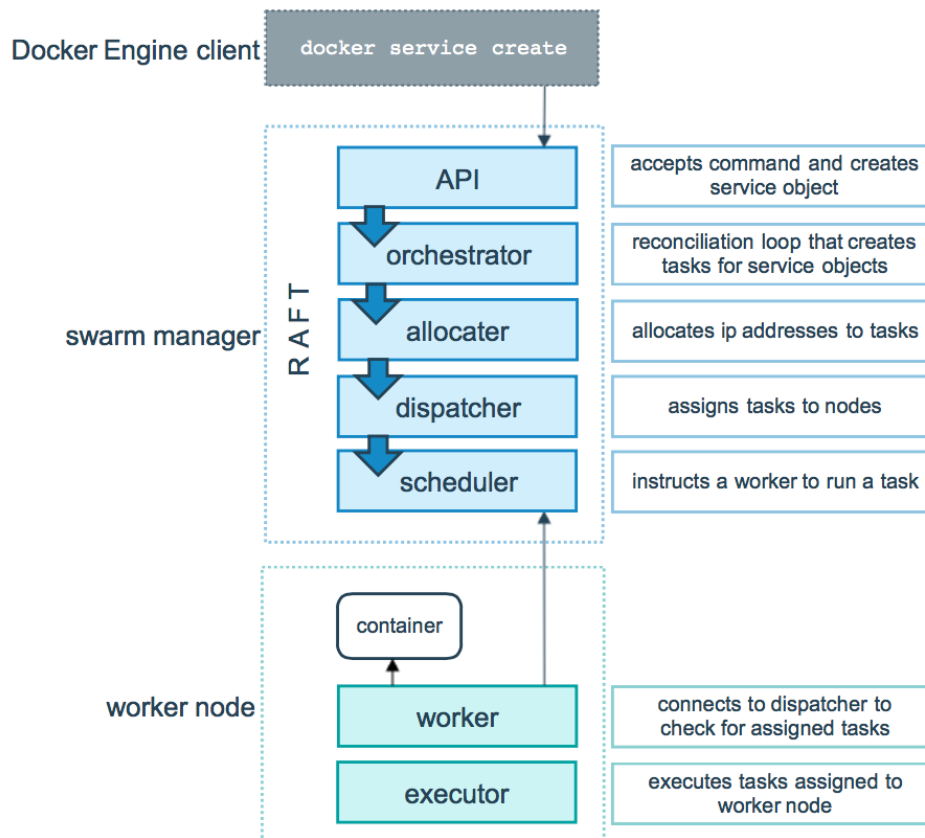 Docker Engine client
docker service create
swarm manager
RAFT
API
accepts command and creates
service object
orchestrator
reconciliation loop that creates
tasks for service objects
allocater
allocates ip addresses to tasks
dispatcher
assigns tasks to nodes
scheduler
instructs a worker to run a task
worker node
container
worker
connects to dispatcher to
check for assigned tasks
executor
executes tasks assigned to
worker node